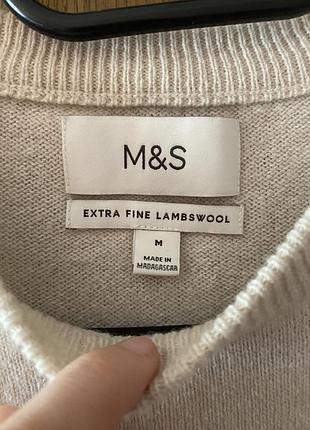 M&S
EXTRA FINE LAMBSWOOL
M
MADE IN
MADAGASCAR